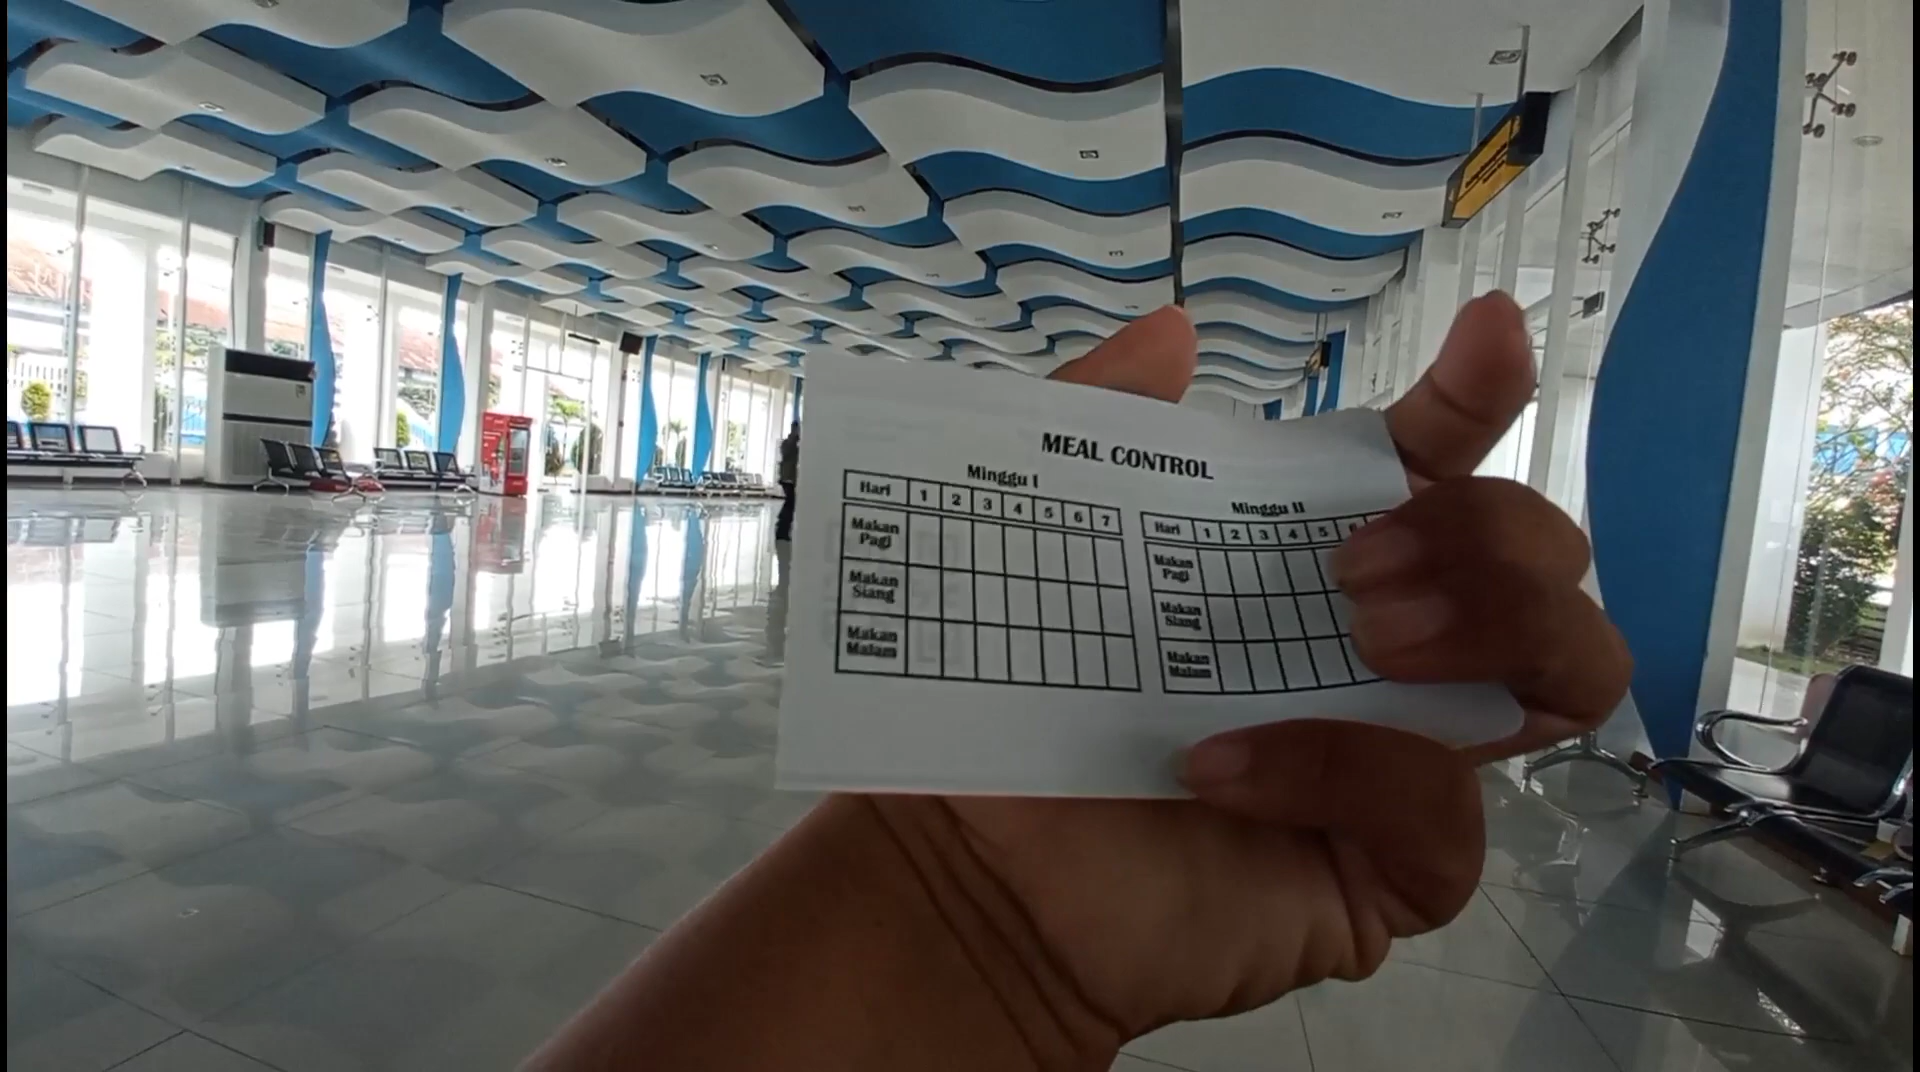 MEAL CONTROL
Minggu I
Hari 1 2 3 4 5 6 7
Makan Pagi
Makan Siang
Makan Malam
Minggu II
Hari 1 2 3 4 5 6
Makan Pagi
Makan Siang
Makan Malam